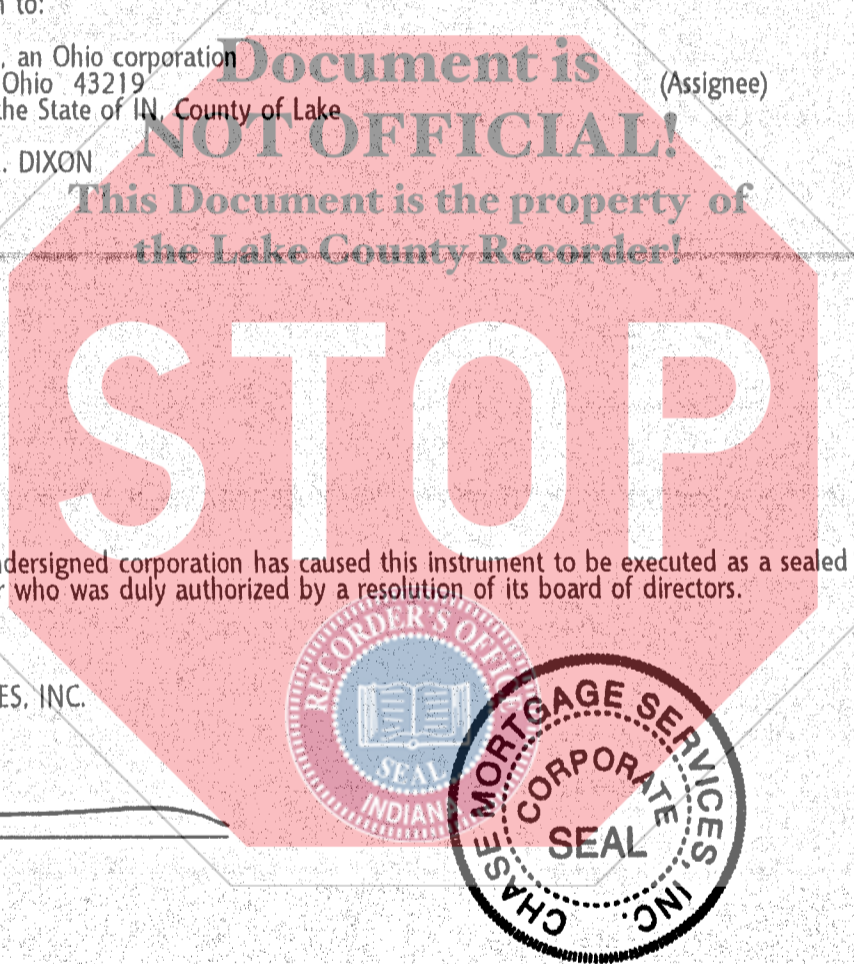 n to:
, an Ohio corporation
Ohio 43219 (Assignee)
the State of IN, County of Lake
. DIXON
Document is
NOT OFFICIAL!
This Document is the property of
the Lake County Recorder!
STOP
ndersigned corporation has caused this instrument to be executed as a sealed
r who was duly authorized by a resolution of its board of directors.
ES, INC.
RECORDER'S OFFICE
SEAL
INDIANA
CHASE MORTGAGE SERVICES, INC.
CORPORATE
SEAL